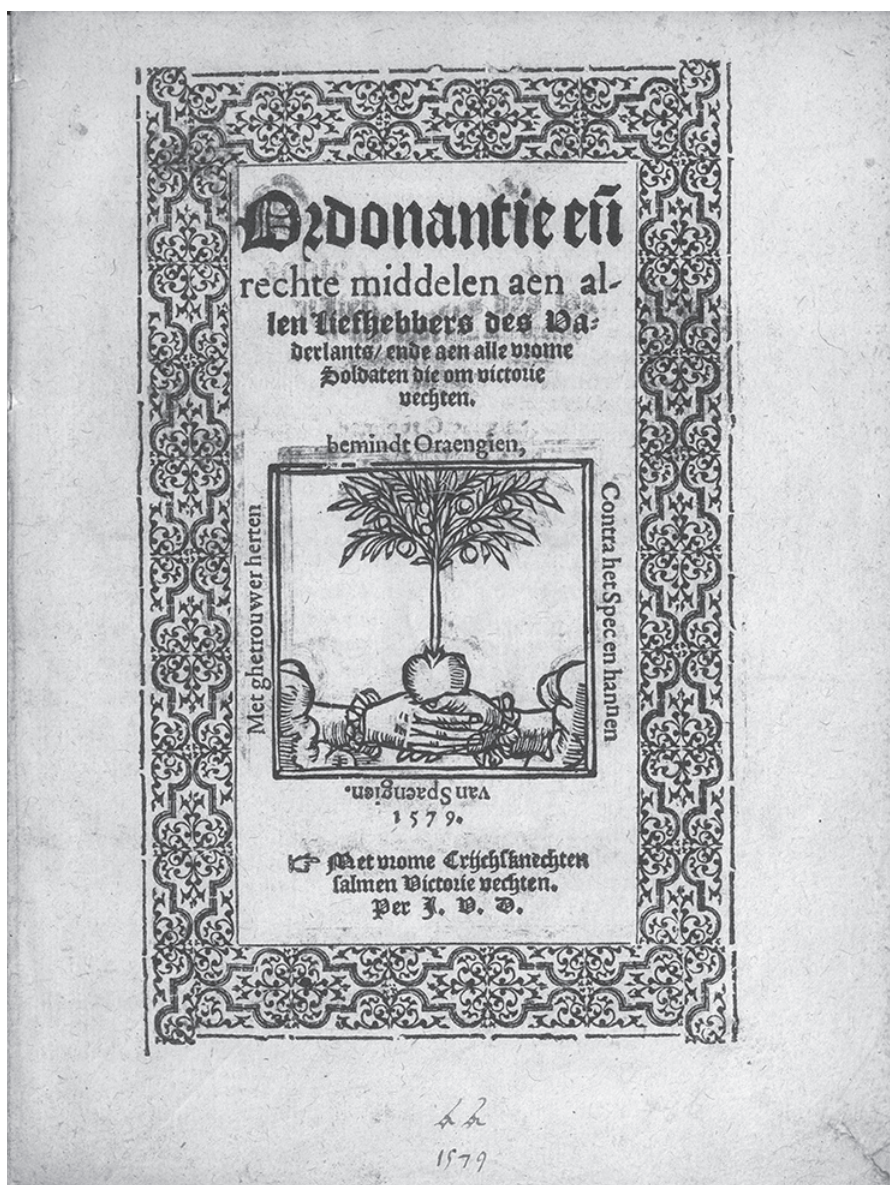 Ordonantie eñ
rechte middelen aen al-
len Liefhebbers des Va-
derlants/ ende aen alle vrome
Soldaten die om victorie
vechten.
Met ghetrouwer herten
bemindt Oraengien,
Contra het Spec en hauuen
van Spaengien.
1579.
☞ Met vrome Crijchsknechten
salmen Victorie vechten.
Per J. V. D.
1579